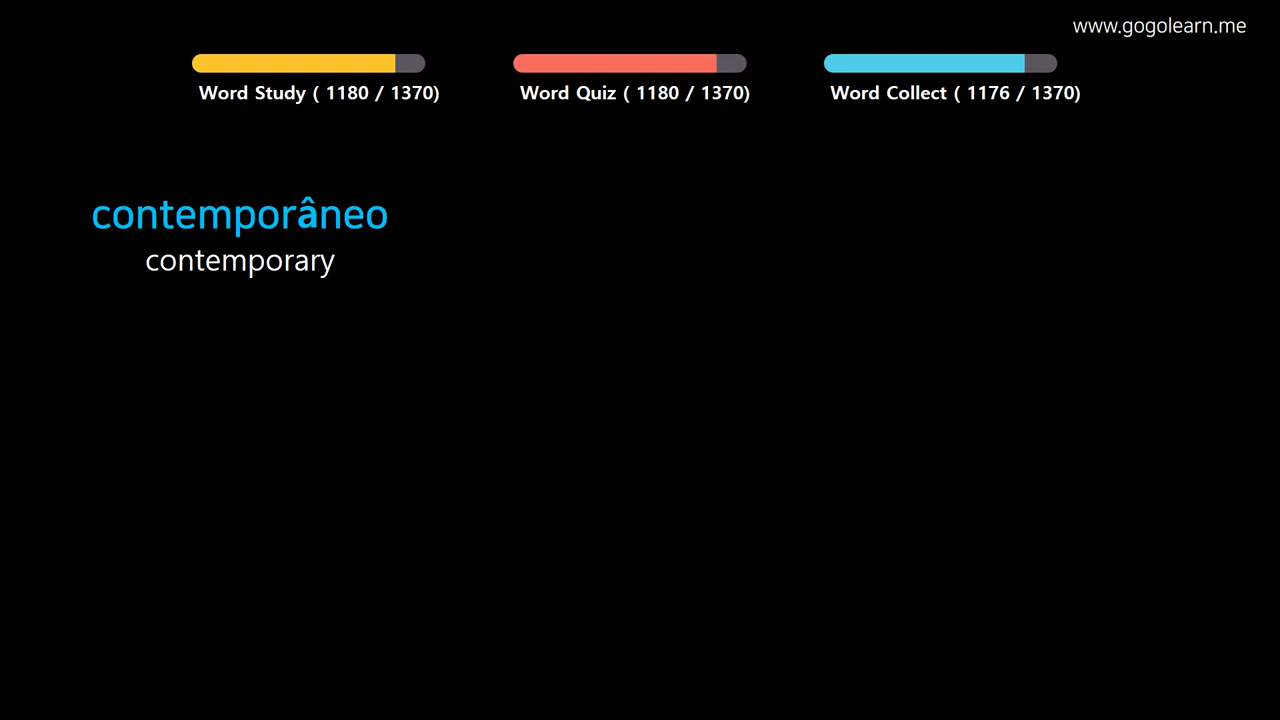 www.gogolearn.me
Word Study ( 1180 / 1370)
Word Quiz ( 1180 / 1370)
Word Collect ( 1176 / 1370)
contemporâneo
contemporary